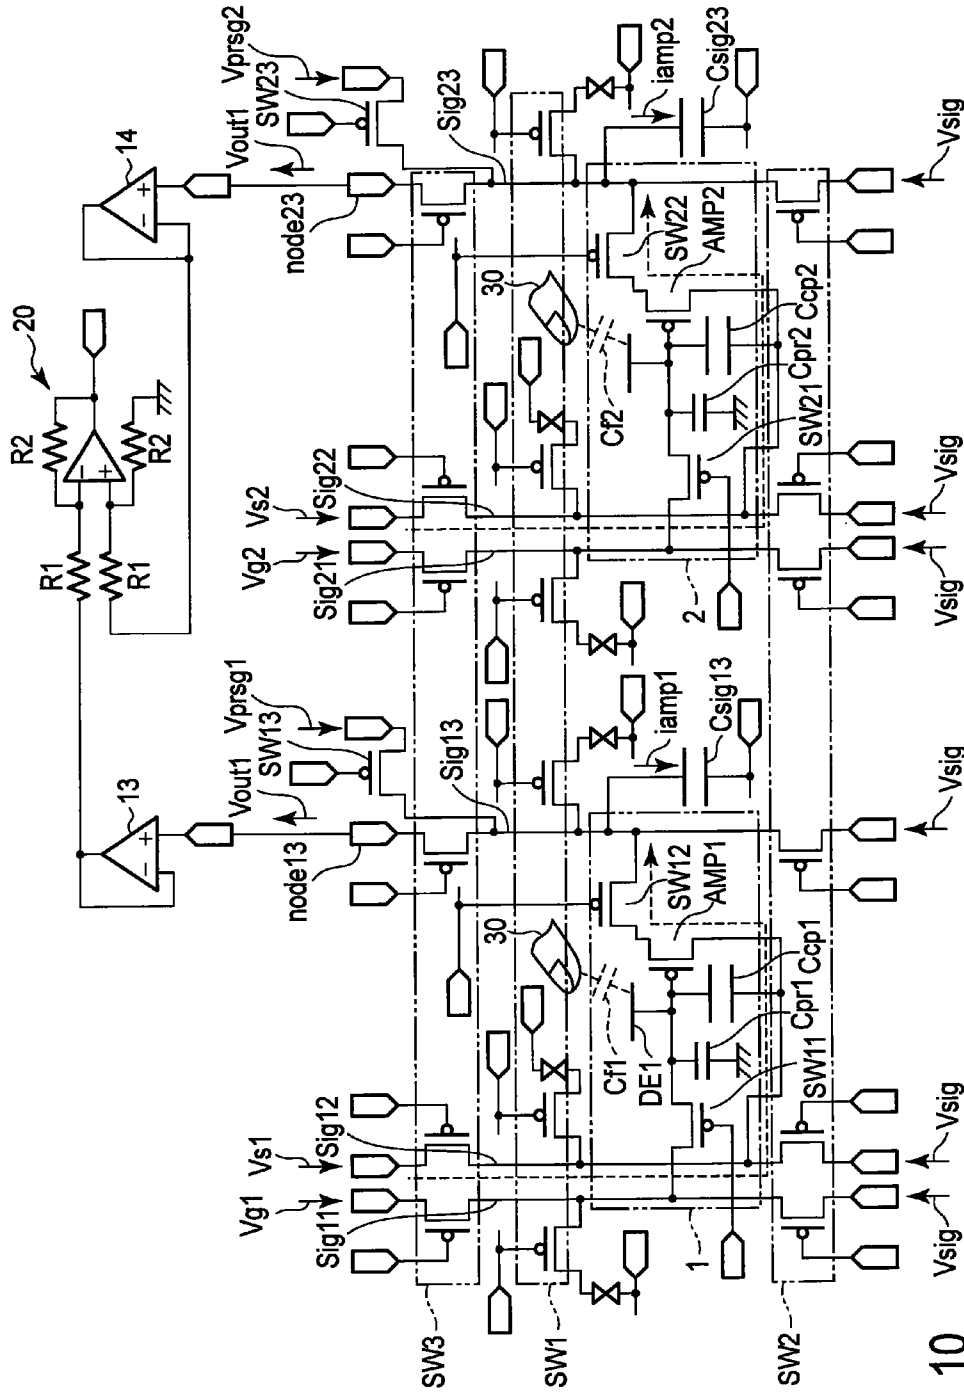 20
R2
R2
R1
R1
13
14
Vout1
Vprsg1
SW13
node13
Vout1
Vprsg2
SW23
node23
Vg1
Vs1
Sig11
Sig12
Sig13
Vg2
Vs2
Sig21
Sig22
Sig23
SW3
SW1
SW2
30
30
Cf1
DE1
SW12
AMP1
iamp1
Csig13
Cpr1
Ccp1
SW11
1
Cf2
SW22
AMP2
iamp2
Csig23
Cpr2
Ccp2
SW21
2
Vsig
Vsig
Vsig
Vsig
Vsig
Vsig
10
+
−
+
−
+
−